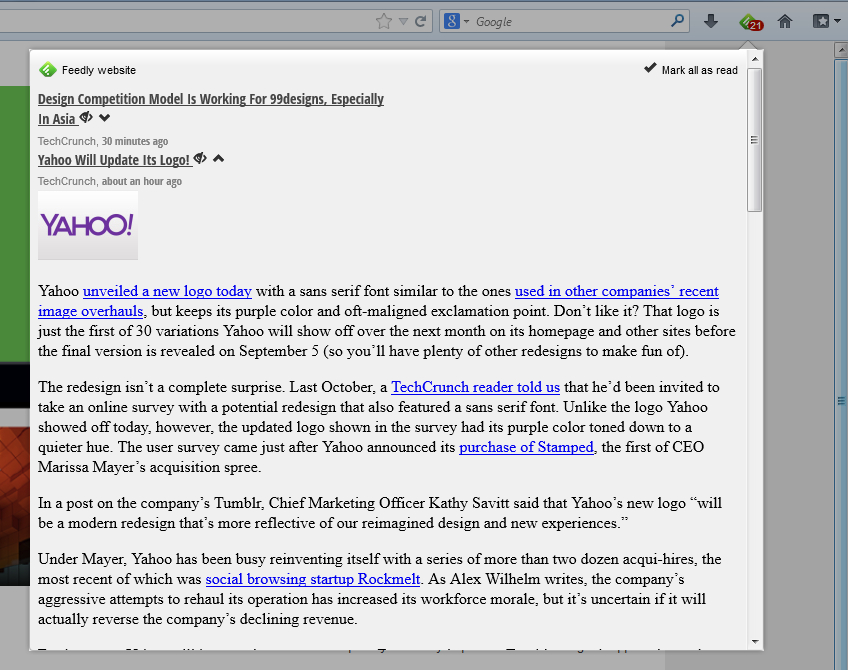 Google
21
Feedly website
Mark all as read
Design Competition Model Is Working For 99designs, Especially
In Asia
TechCrunch, 30 minutes ago
Yahoo Will Update Its Logo!
TechCrunch, about an hour ago
YAHOO!
Yahoo unveiled a new logo today with a sans serif font similar to the ones used in other companies’ recent
image overhauls, but keeps its purple color and oft-maligned exclamation point. Don’t like it? That logo is
just the first of 30 variations Yahoo will show off over the next month on its homepage and other sites before
the final version is revealed on September 5 (so you’ll have plenty of other redesigns to make fun of).
The redesign isn’t a complete surprise. Last October, a TechCrunch reader told us that he’d been invited to
take an online survey with a potential redesign that also featured a sans serif font. Unlike the logo Yahoo
showed off today, however, the updated logo shown in the survey had its purple color toned down to a
quieter hue. The user survey came just after Yahoo announced its purchase of Stamped, the first of CEO
Marissa Mayer’s acquisition spree.
In a post on the company’s Tumblr, Chief Marketing Officer Kathy Savitt said that Yahoo’s new logo “will
be a modern redesign that’s more reflective of our reimagined design and new experiences.”
Under Mayer, Yahoo has been busy reinventing itself with a series of more than two dozen acqui-hires, the
most recent of which was social browsing startup Rockmelt. As Alex Wilhelm writes, the company’s
aggressive attempts to rehaul its operation has increased its workforce morale, but it’s uncertain if it will
actually reverse the company’s declining revenue.